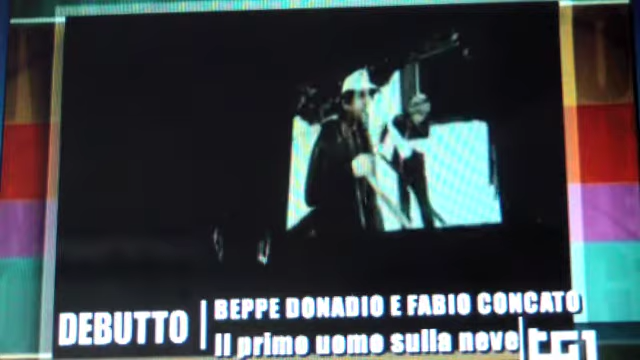 DEBUTTO
BEPPE DONADIO E FABIO CONCATO
Il primo uomo sulla neve
TG1